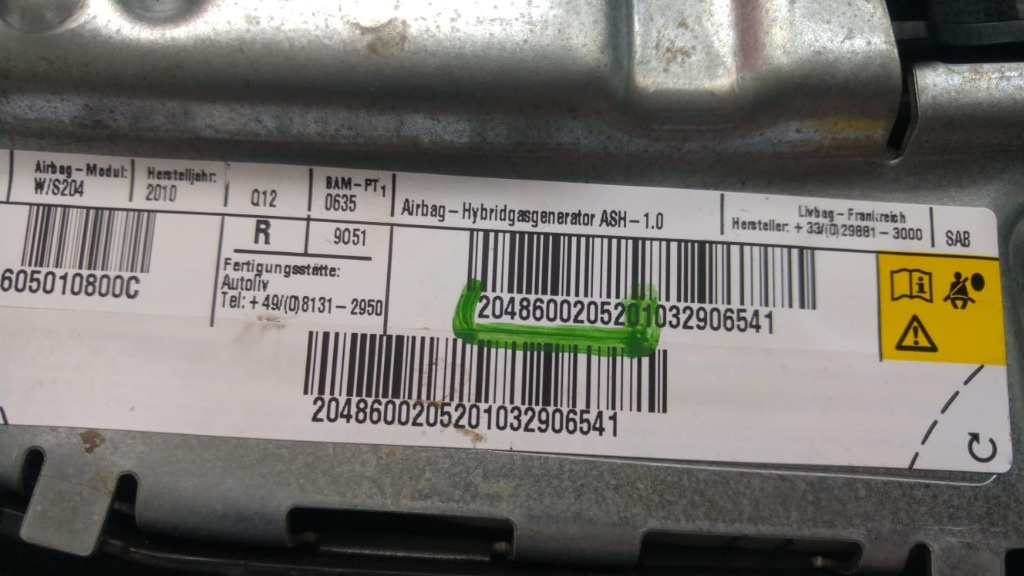 Airbag-Modul:
W/S204
Herstelljahr:
2010
Q12
BAM-PT1
0635
Airbag-Hybridgasgenerator ASH-1.0
Livbag-Frankreich
Hersteller: +33/(0)29881-3000
SAB
R
9051
605010800C
Fertigungsstätte:
Autoliv
Tel: +49/(0)8131-2950
2048600205201032906541
2048600205201032906541